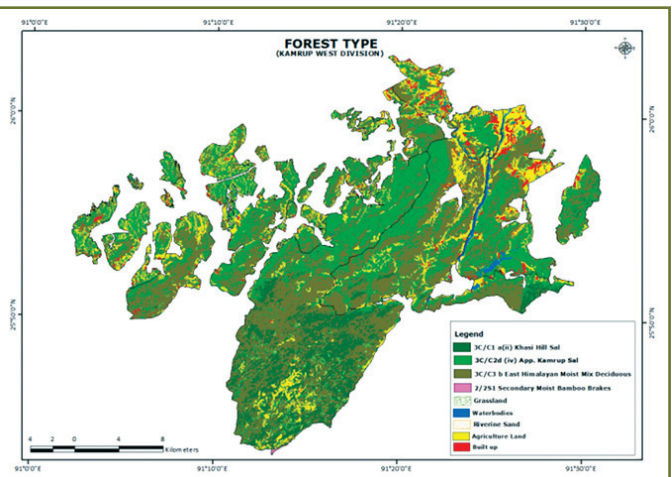 91°0'0"E 91°10'0"E 91°20'0"E 91°30'0"E
FOREST TYPE
(KAMRUP WEST DIVISION)
26°0'0"N 26°0'0"N
25°50'0"N 25°50'0"N
Legend
3C/C1 a(ii) Khasi Hill Sal
3C/C2d (iv) App. Kamrup Sal
3C/C3 b East Himalayan Moist Mix Deciduous
2/2S1 Secondary Moist Bamboo Brakes
Grassland
Waterbodies
Riverine Sand
Agriculture Land
Built up
4 2 0 4 8
Kilometers
91°0'0"E 91°10'0"E 91°20'0"E 91°30'0"E